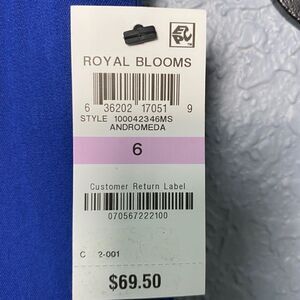 ROYAL BLOOMS
6 36202 17051 9
STYLE 100042346MS
ANDROMEDA
6
Customer Return Label
070567222100
2-001
$69.50